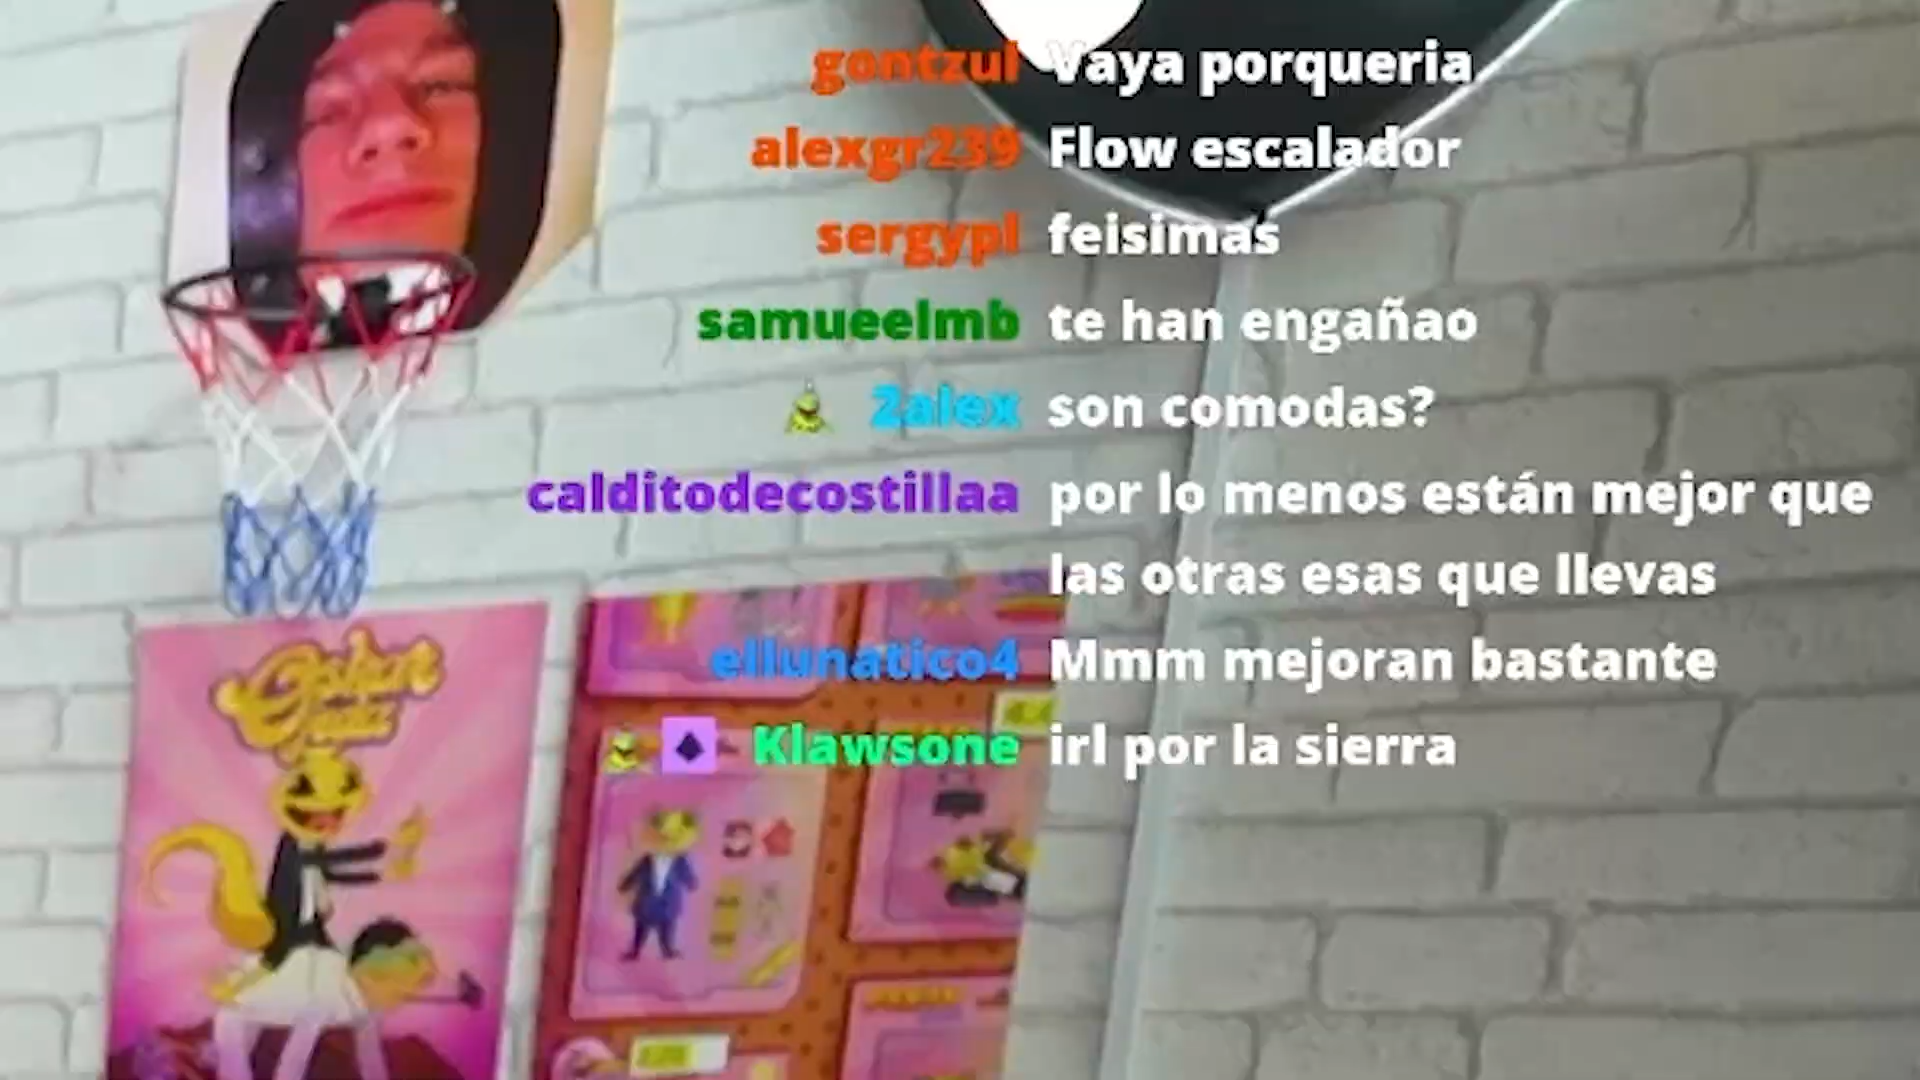 gontzul Vaya porqueria
alexgr239 Flow escalador
sergypl feisimas
samueelmb te han engañao
2alex son comodas?
calditodecostillaa por lo menos están mejor que
las otras esas que llevas
ellunatico4 Mmm mejoran bastante
Klawsone irl por la sierra